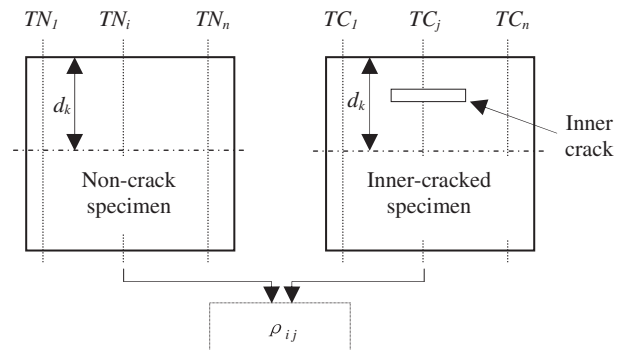 TN₁ TNᵢ TNₙ TC₁ TCⱼ TCₙ
dₖ dₖ
Inner
crack
Non-crack
specimen
Inner-cracked
specimen
ρᵢⱼ